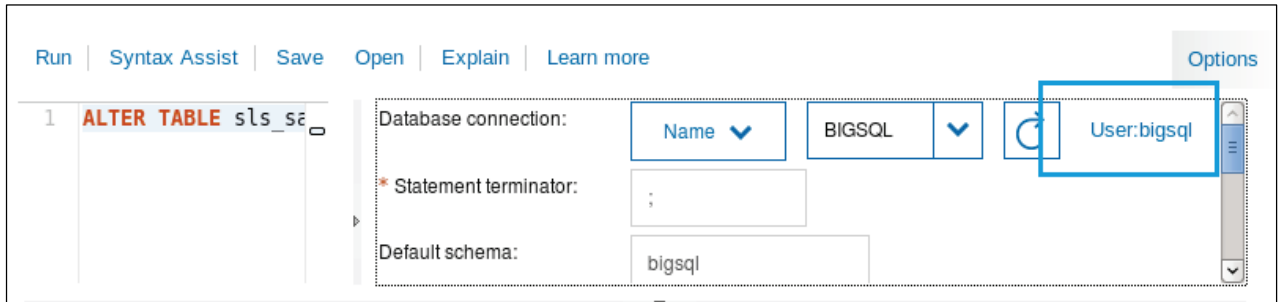 Run Syntax Assist Save Open Explain Learn more Options
1 ALTER TABLE
Database connection: Name BIGSQL User:bigsql
* Statement terminator: ;
Default schema: bigsql